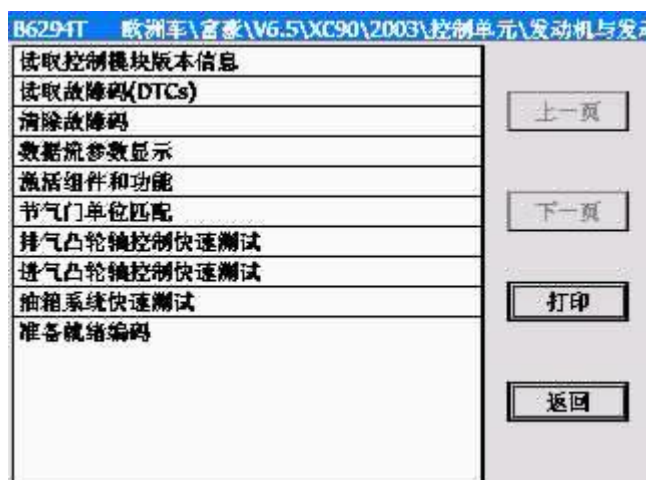 B6294T 欧洲车\富豪\V6.5\XC90\2003\控制单元\发动机与发动
读取控制模块版本信息
读取故障码(DTCs)
清除故障码
数据流参数显示
激活组件和功能
节气门单位匹配
排气凸轮轴控制快速测试
进气凸轮轴控制快速测试
油箱系统快速测试
准备就绪编码
上一页
下一页
打印
返回